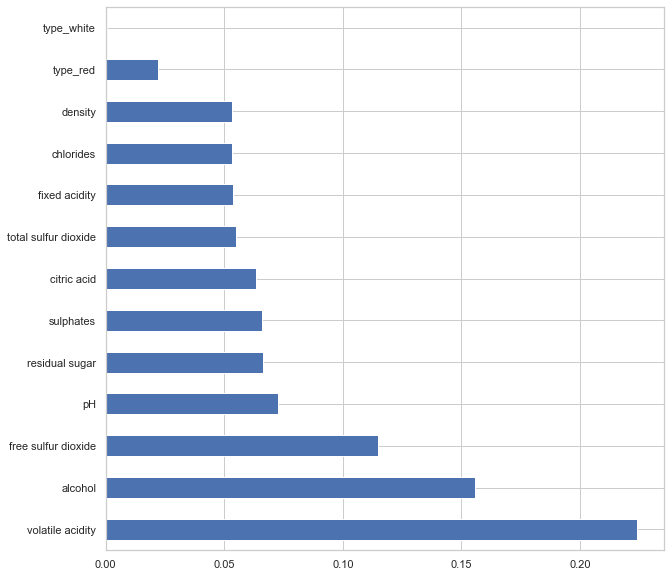 type_white
type_red
density
chlorides
fixed acidity
total sulfur dioxide
citric acid
sulphates
residual sugar
pH
free sulfur dioxide
alcohol
volatile acidity
0.00 0.05 0.10 0.15 0.20